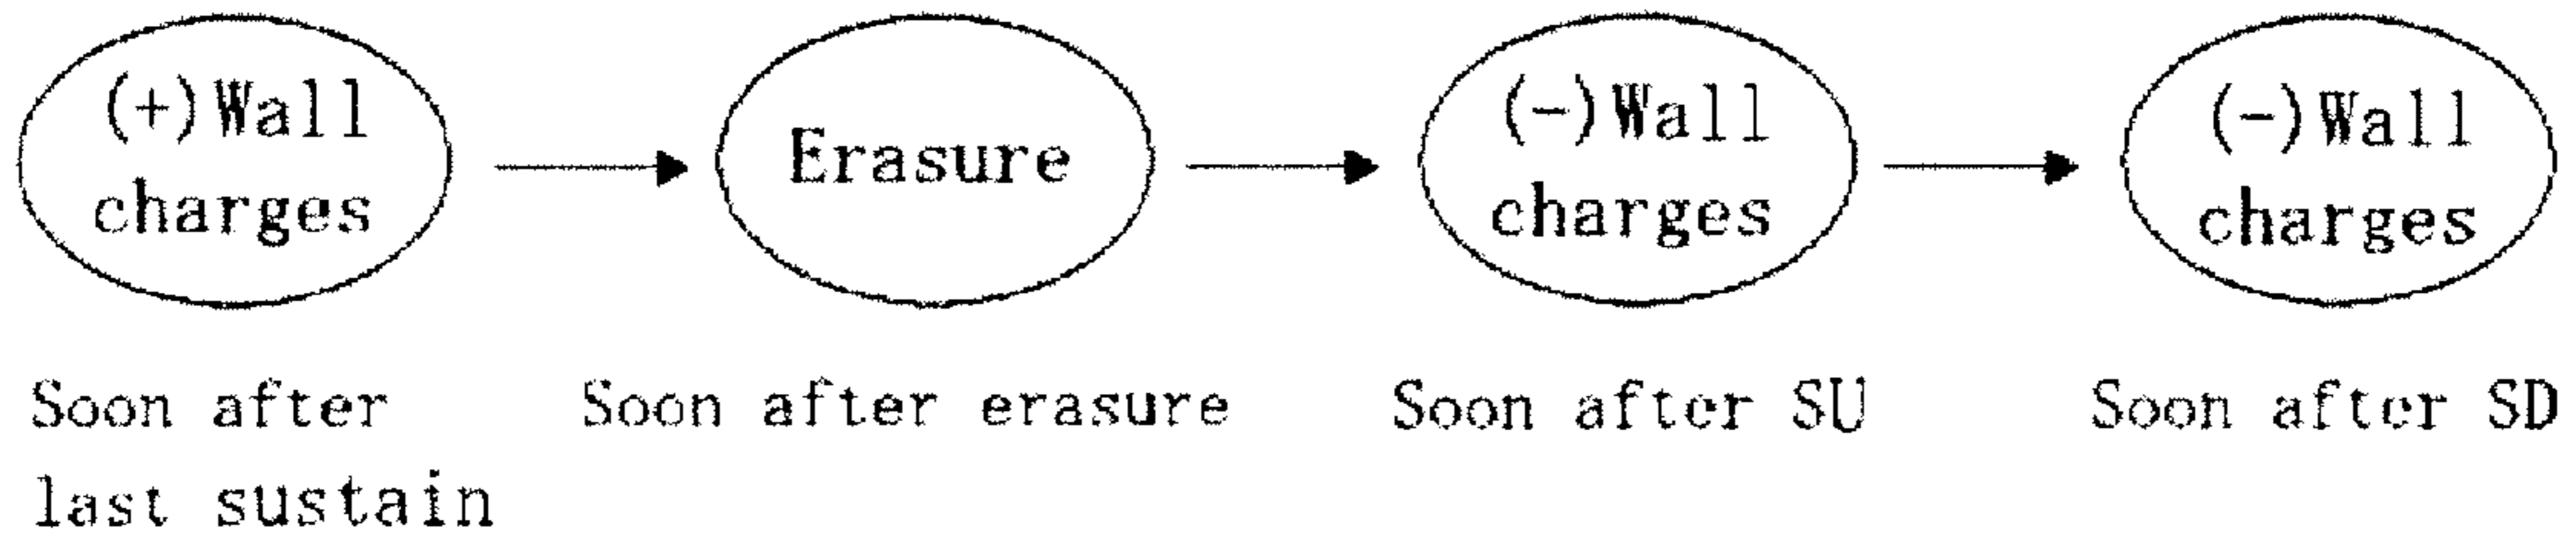 (+)Wall
charges
Erasure
(-)Wall
charges
(-)Wall
charges
Soon after
last sustain
Soon after erasure
Soon after SU
Soon after SD